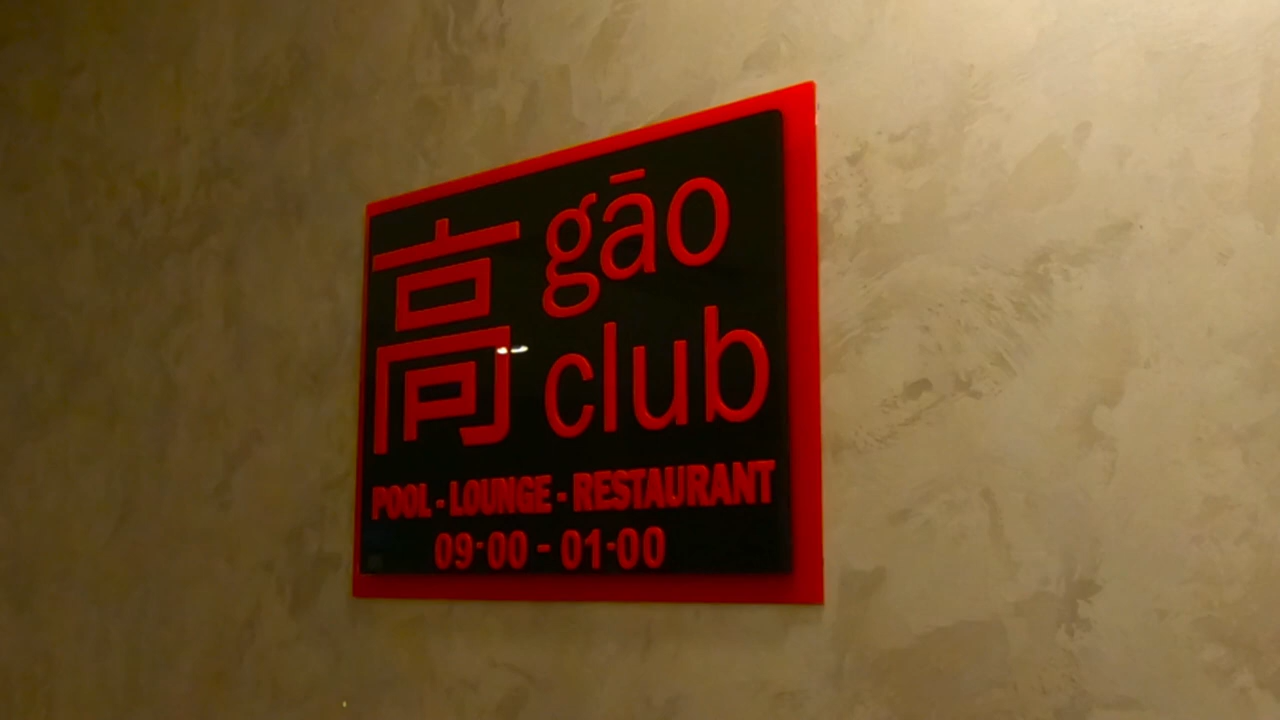 高 gāo
club
POOL - LOUNGE - RESTAURANT
09·00 - 01·00